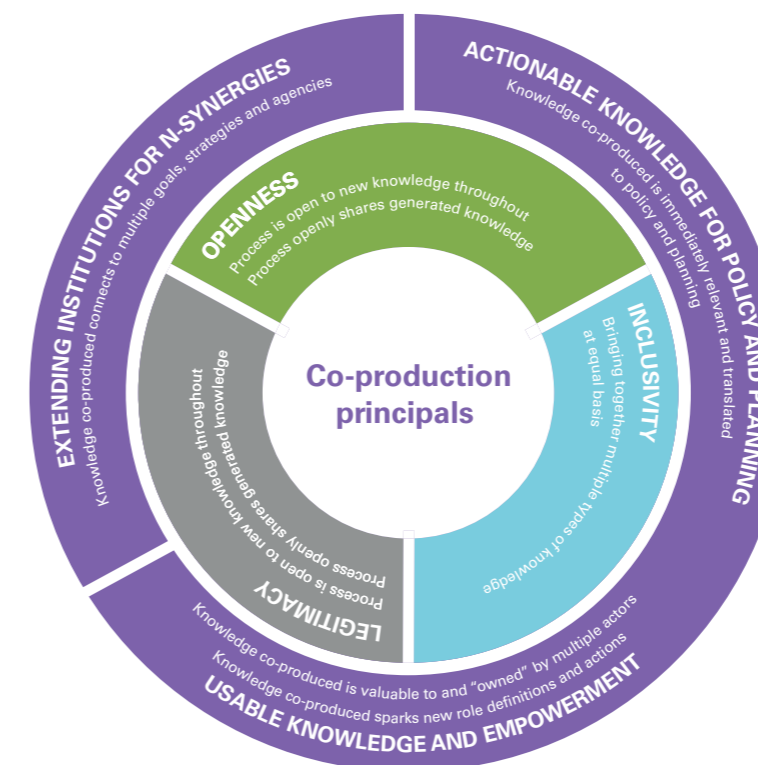 Co-production
principals
OPENNESS
Process is open to new knowledge throughout
Process openly shares generated knowledge
INCLUSIVITY
Bringing together multiple types of knowledge
at equal basis
LEGITIMACY
Process is open to new knowledge throughout
Process openly shares generated knowledge
EXTENDING INSTITUTIONS FOR N-SYNERGIES
Knowledge co-produced connects to multiple goals, strategies and agencies
ACTIONABLE KNOWLEDGE FOR POLICY AND PLANNING
Knowledge co-produced is immediately relevant and translated
to policy and planning
Knowledge co-produced is valuable to and “owned” by multiple actors
Knowledge co-produced sparks new role definitions and actions
USABLE KNOWLEDGE AND EMPOWERMENT